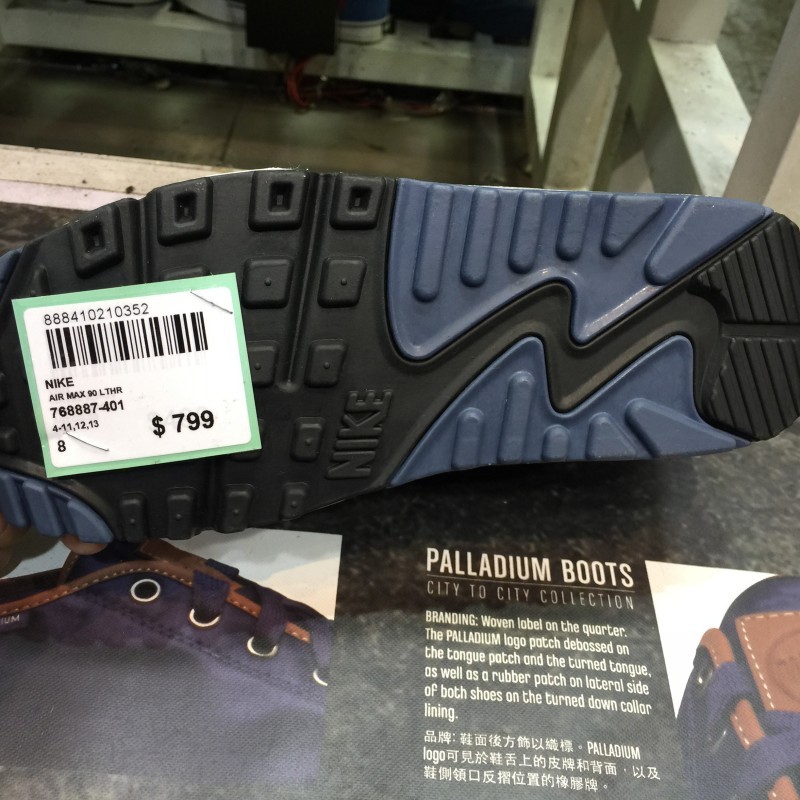 888410210352
NIKE
AIR MAX 90 LTHR
768887-401
4-11,12,13
8
$ 799
NIKE
PALLADIUM BOOTS
CITY TO CITY COLLECTION
BRANDING: Woven label on the quarter.
The PALLADIUM logo patch debossed on
the tongue patch and the turned tongue,
as well as a rubber patch on lateral side
of both shoes on the turned down collar
lining.
品牌: 鞋面後方飾以織標。PALLADIUM
logo可見於鞋舌上的皮牌和背面,以及
鞋側領口反摺位置的橡膠牌。